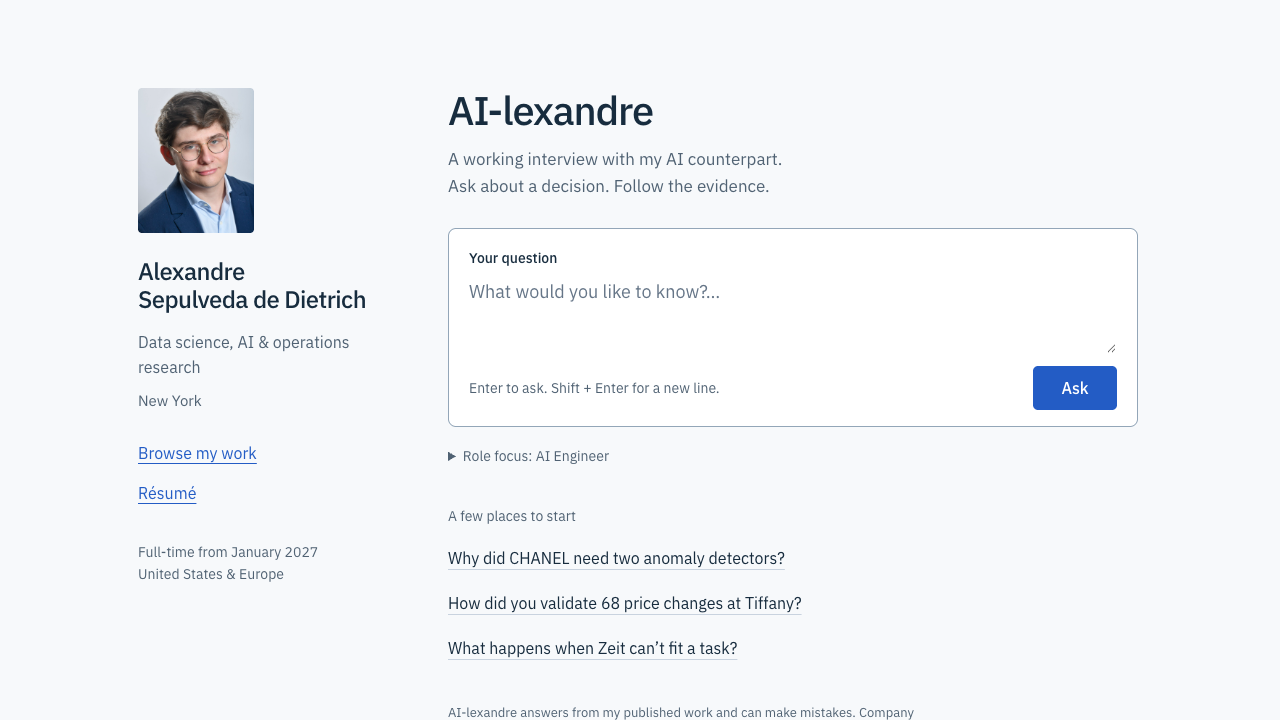 Alexandre
Sepulveda de Dietrich
Data science, AI & operations
research
New York
Browse my work
Résumé
Full-time from January 2027
United States & Europe
AI-lexandre
A working interview with my AI counterpart.
Ask about a decision. Follow the evidence.
Your question
What would you like to know?...
Enter to ask. Shift + Enter for a new line.
Ask
Role focus: AI Engineer
A few places to start
Why did CHANEL need two anomaly detectors?
How did you validate 68 price changes at Tiffany?
What happens when Zeit can’t fit a task?
AI-lexandre answers from my published work and can make mistakes. Company